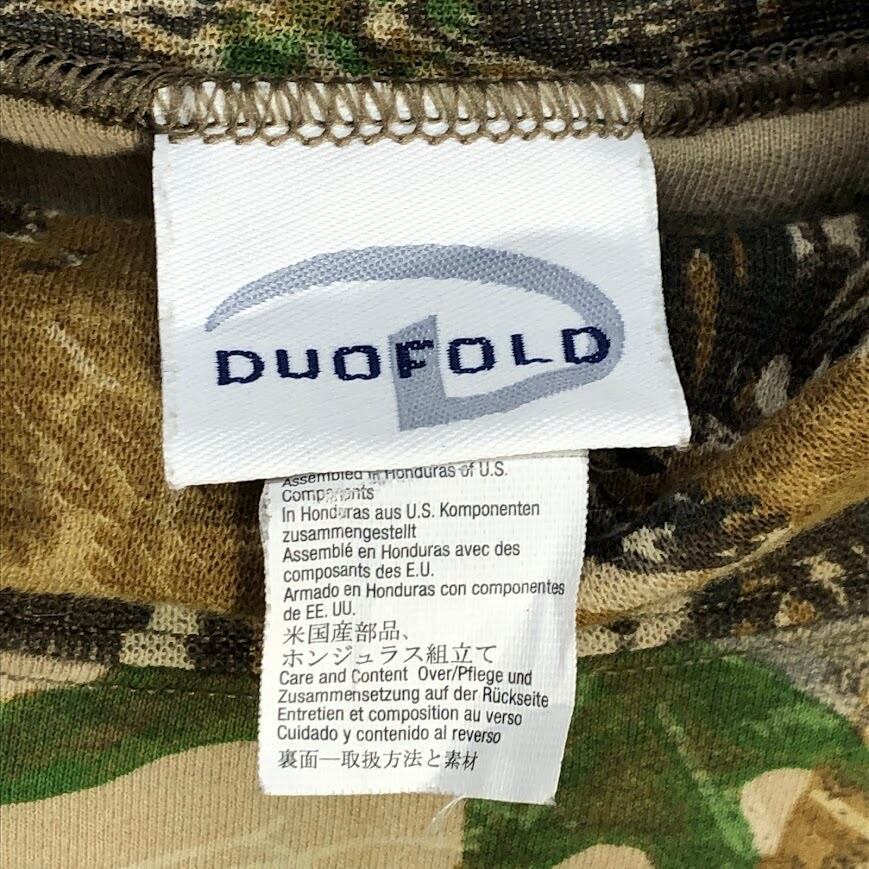 DUOFOLD
Assembled in Honduras of U.S.
Components
In Honduras aus U.S. Komponenten
zusammengestellt
Assemblé en Honduras avec des
composants des E.U.
Armado en Honduras con componentes
de EE. UU.
米国産部品、
ホンジュラス組立て
Care and Content Over/Pflege und
Zusammensetzung auf der Rückseite
Entretien et composition au verso
Cuidado y contenido al reverso
裏面—取扱方法と素材